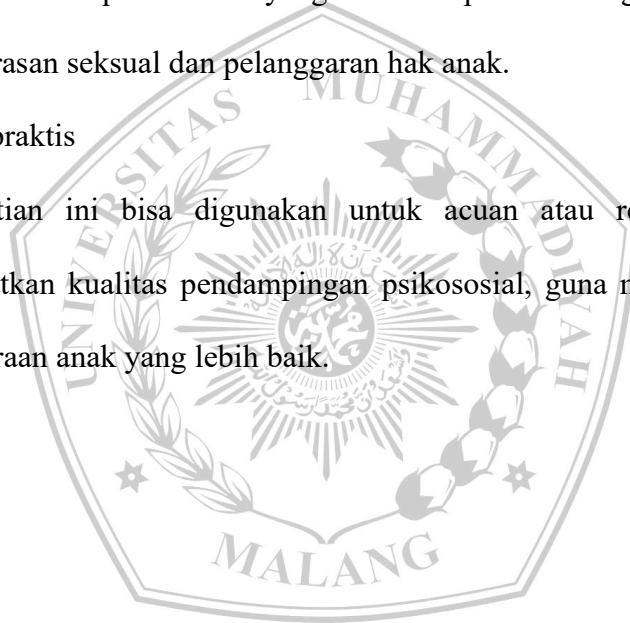 rasan seksual dan pelanggaran hak anak.
praktis
tian ini bisa digunakan untuk acuan atau
tkan kualitas pendampingan psikososial, guna
raan anak yang lebih baik.
UNIVERSITAS MUHAMMADIYAH
MALANG